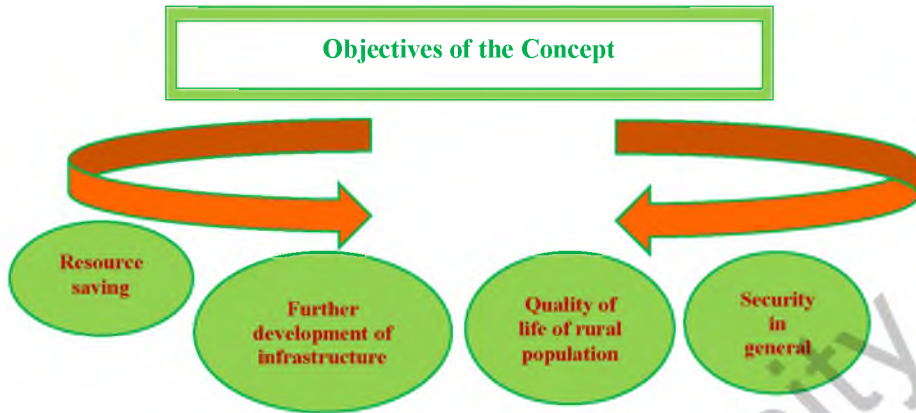 Objectives of the Concept
Resource
saving
Further
development of
infrastructure
Quality of
life of rural
population
Security
in
general